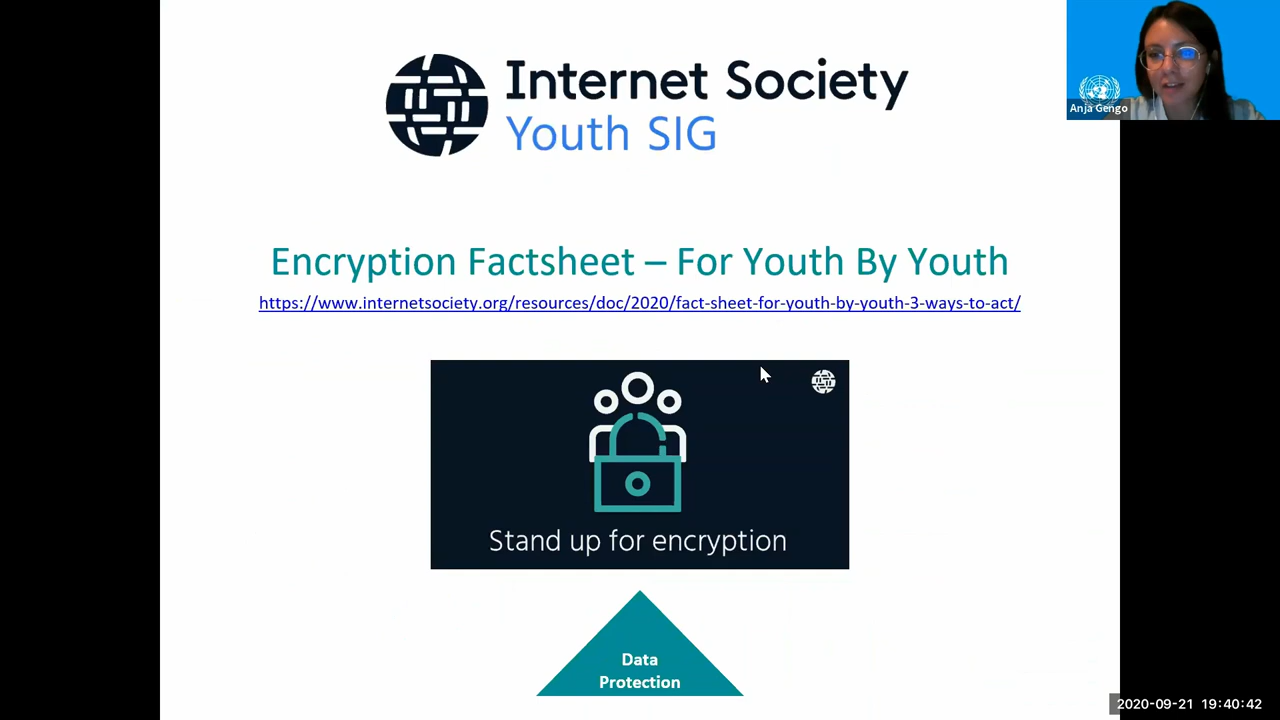 Internet Society
Youth SIG
Anja Gengo
Encryption Factsheet – For Youth By Youth
https://www.internetsociety.org/resources/doc/2020/fact-sheet-for-youth-by-youth-3-ways-to-act/
Stand up for encryption
Data
Protection
2020-09-21 19:40:42